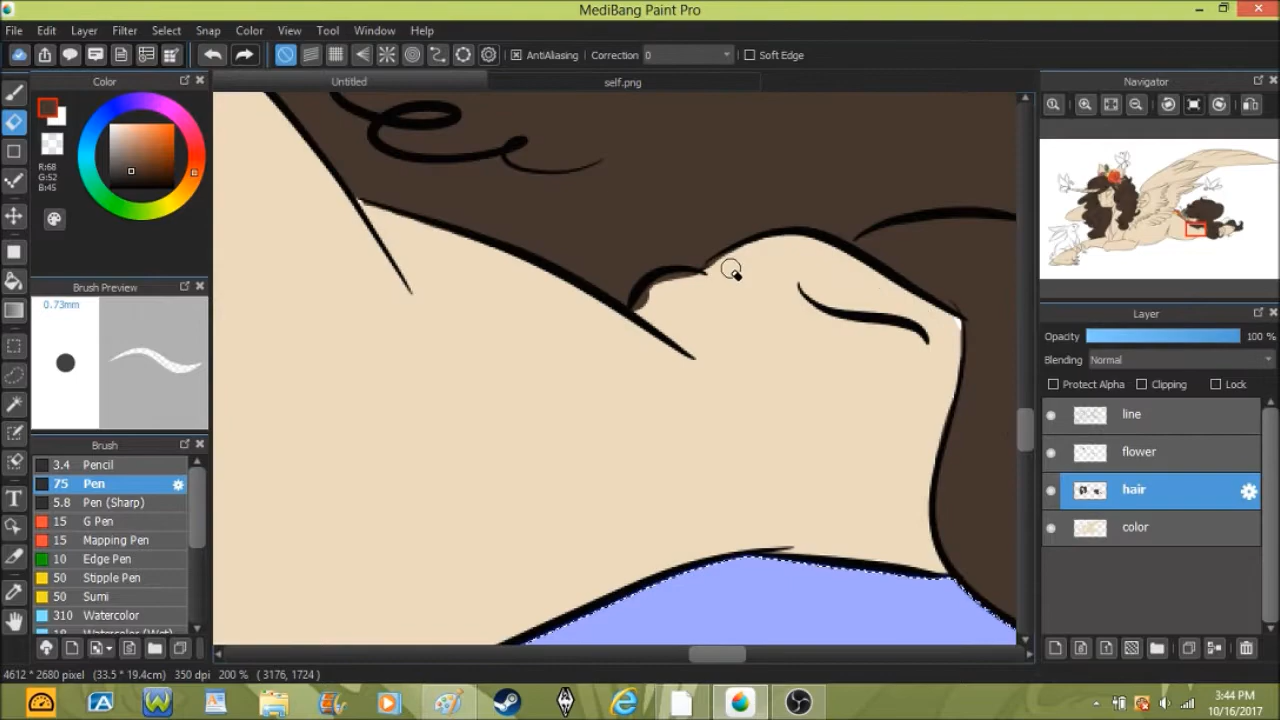 MediBang Paint Pro
File Edit Layer Filter Select Snap Color View Tool Window Help
AntiAliasing Correction 0 Soft Edge
Color Untitled self.png Navigator
R:68
G:52
B:45
Brush Preview
0.73mm
Layer
Opacity 100 %
Blending Normal
Protect Alpha Clipping Lock
line
flower
hair
color
Brush
3.4 Pencil
75 Pen
5.8 Pen (Sharp)
15 G Pen
15 Mapping Pen
10 Edge Pen
50 Stipple Pen
50 Sumi
310 Watercolor
Watercolor (Wet)
4612 * 2680 pixel (33.5 * 19.4cm) 350 dpi 200 % ( 3176, 1724 )
3:44 PM
10/16/2017